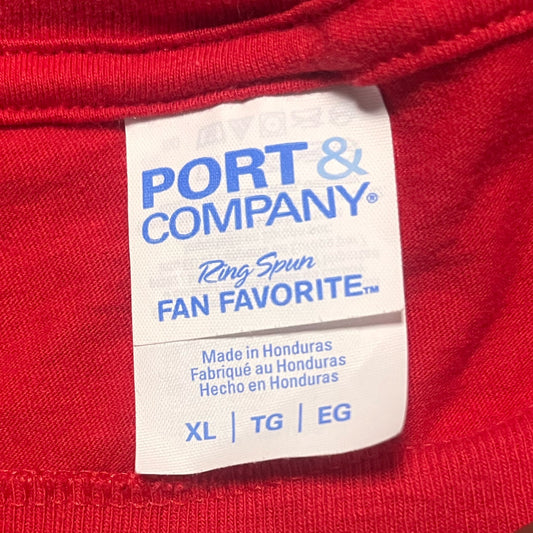 PORT &
COMPANY®
Ring Spun
FAN FAVORITE™
Made in Honduras
Fabriqué au Honduras
Hecho en Honduras
XL | TG | EG